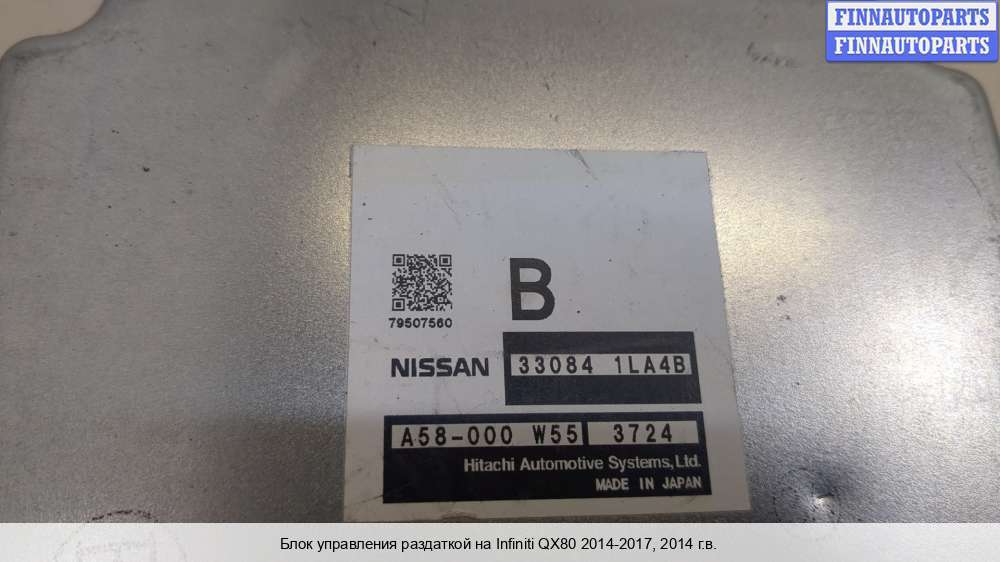 FINNAUTOPARTS
FINNAUTOPARTS
B
79507560
NISSAN 33084 1LA4B
A58-000 W55 3724
Hitachi Automotive Systems, Ltd.
MADE IN JAPAN
Блок управления раздаткой на Infiniti QX80 2014-2017, 2014 г.в.